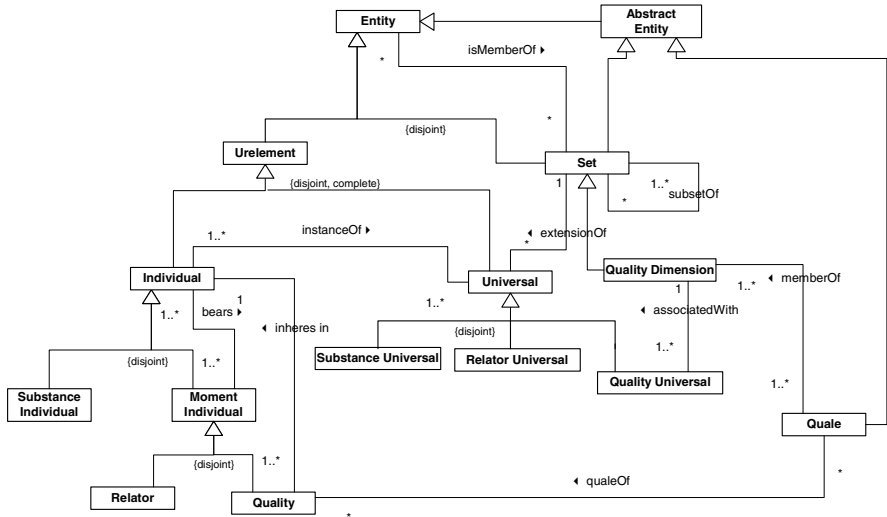 Entity
Abstract
Entity
isMemberOf ▸
*
*
{disjoint}
Urelement
Set
1
1..*
subsetOf
*
{disjoint, complete}
instanceOf ▸
1..*
◂ extensionOf
*
Individual
Universal
Quality Dimension
◂ memberOf
1..*
1..*
bears ▸
1
◂ inheres in
1..*
1
◂ associatedWith
{disjoint}
Substance Universal
Relator Universal
1..*
{disjoint}
1..*
Quality Universal
1..*
Substance
Individual
Moment
Individual
Quale
{disjoint}
1..*
Relator
Quality
◂ qualeOf
*
*